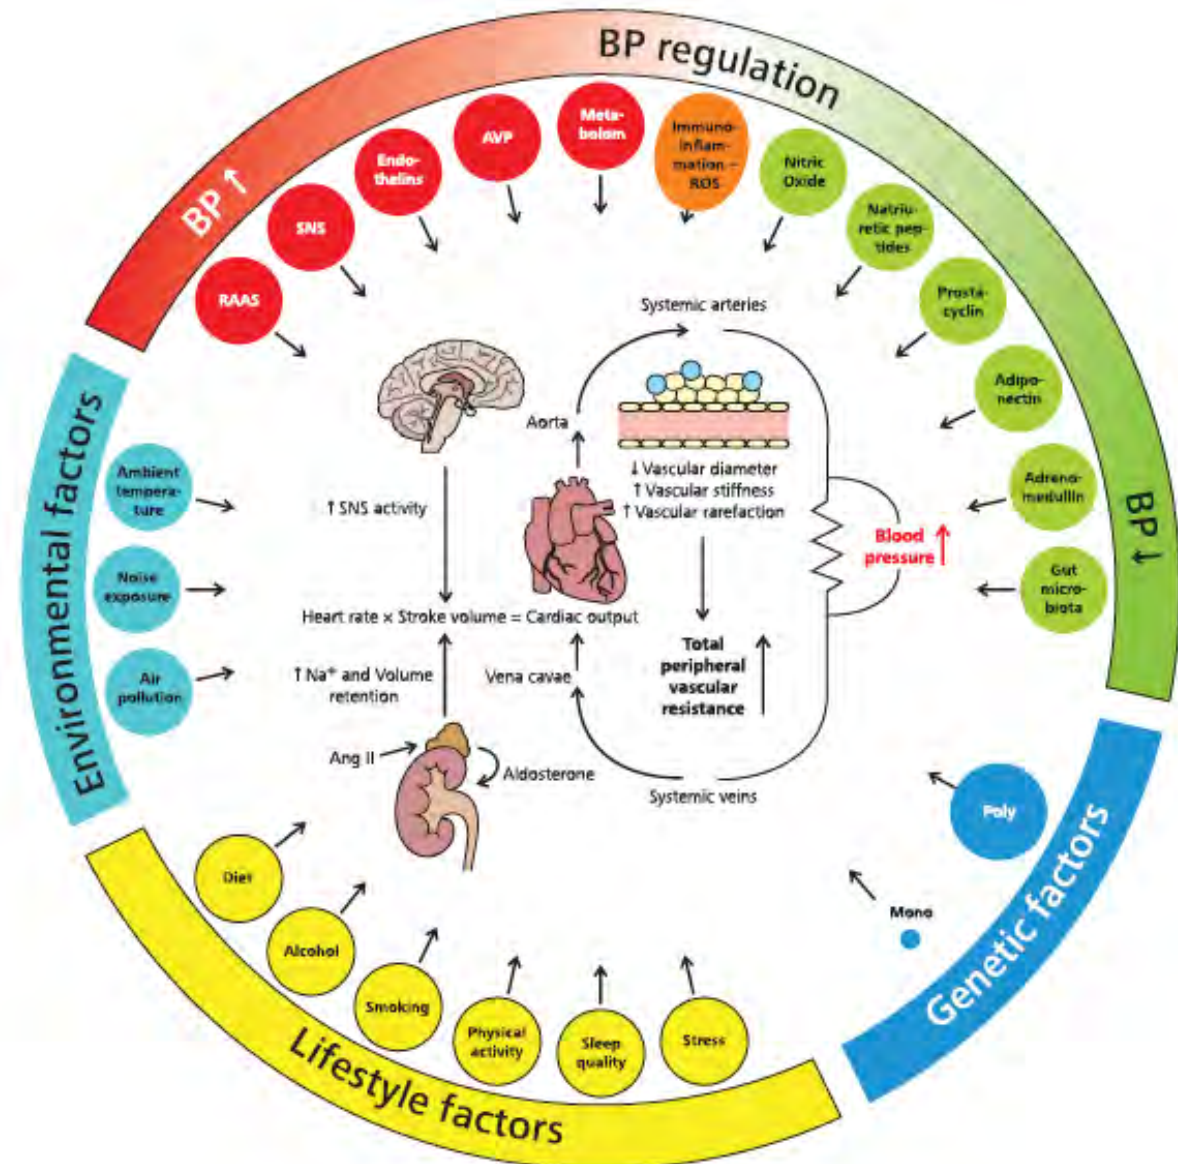 BP regulation
BP ↑
BP ↓
RAAS
SNS
Endo-
thelins
AVP
Meta-
bolom
Immuno-
inflam-
mation –
ROS
Nitric
Oxide
Natriu-
retic pep-
tides
Prosta-
cyclin
Adipo-
nectin
Adreno-
medullin
Gut
micro-
biota
Environmental factors
Ambient
tempera-
ture
Noise
exposure
Air
pollution
Systemic arteries
Aorta
↓ Vascular diameter
↑ Vascular stiffness
↑ Vascular rarefaction
↑ SNS activity
Blood
pressure ↑
Heart rate × Stroke volume = Cardiac output
Total
peripheral
vascular
resistance ↑
↑ Na⁺ and Volume
retention
Vena cavae
Ang II
Aldosterone
Systemic veins
Genetic factors
Poly
Mono
Lifestyle factors
Diet
Alcohol
Smoking
Physical
activity
Sleep
quality
Stress